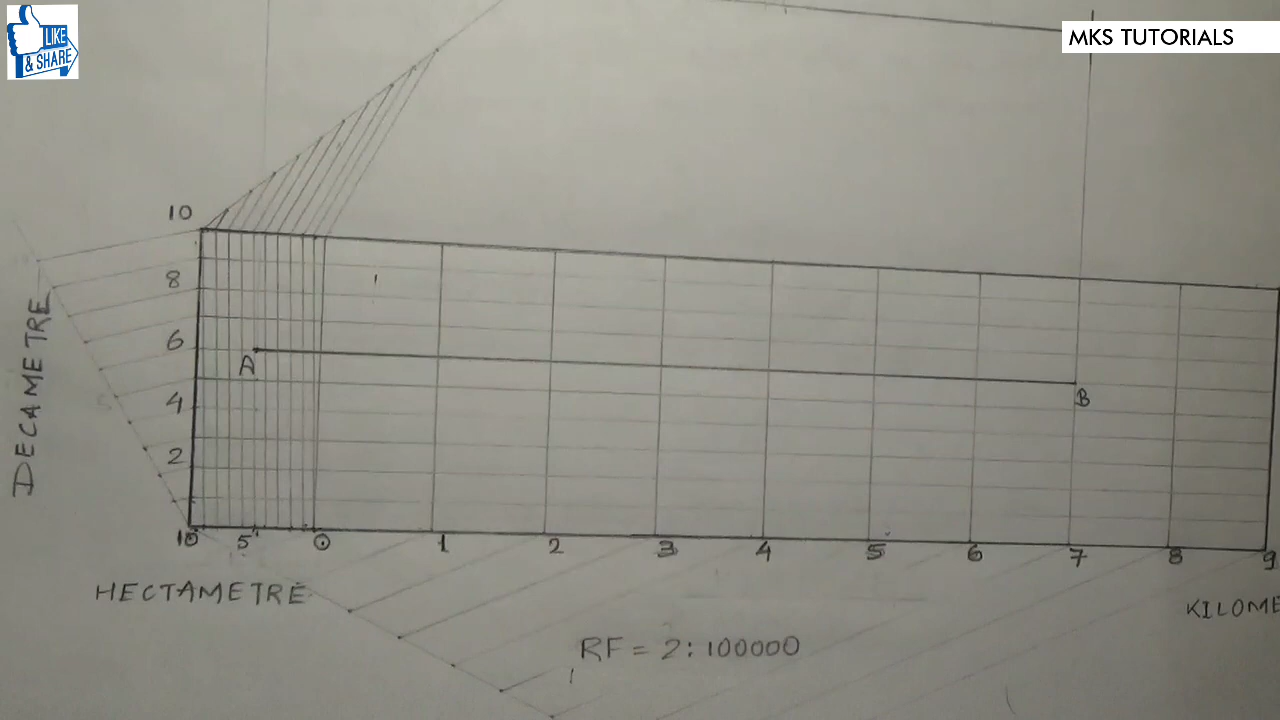 LIKE
& SHARE
MKS TUTORIALS
10
8
6
4
2
DECAMETRE
A
B
10 5 0 1 2 3 4 5 6 7 8 9
HECTAMETRE
KILOME
RF = 2:100000